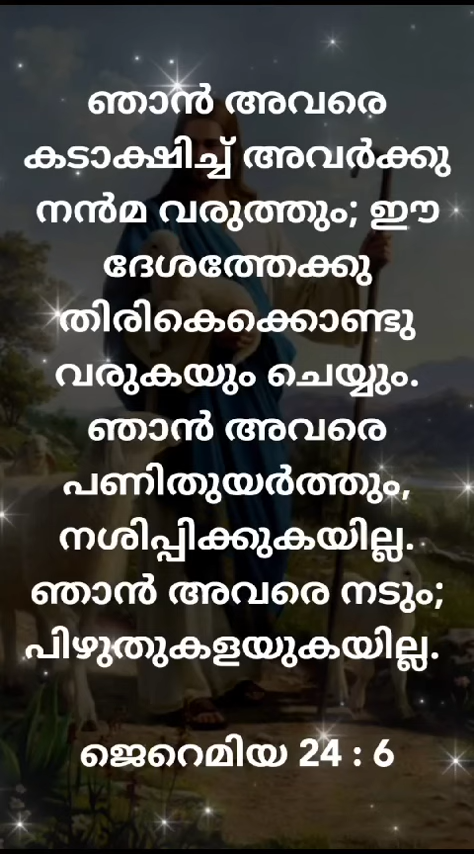 ഞാൻ അവരെ
കടാക്ഷിച്ച് അവർക്കു
നൻമ വരുത്തും; ഈ
ദേശത്തേക്കു
തിരികെക്കൊണ്ടു
വരുകയും ചെയ്യും.
ഞാൻ അവരെ
പണിതുയർത്തും,
നശിപ്പിക്കുകയില്ല.
ഞാൻ അവരെ നടും;
പിഴുതുകളയുകയില്ല.
ജെറെമിയ 24 : 6